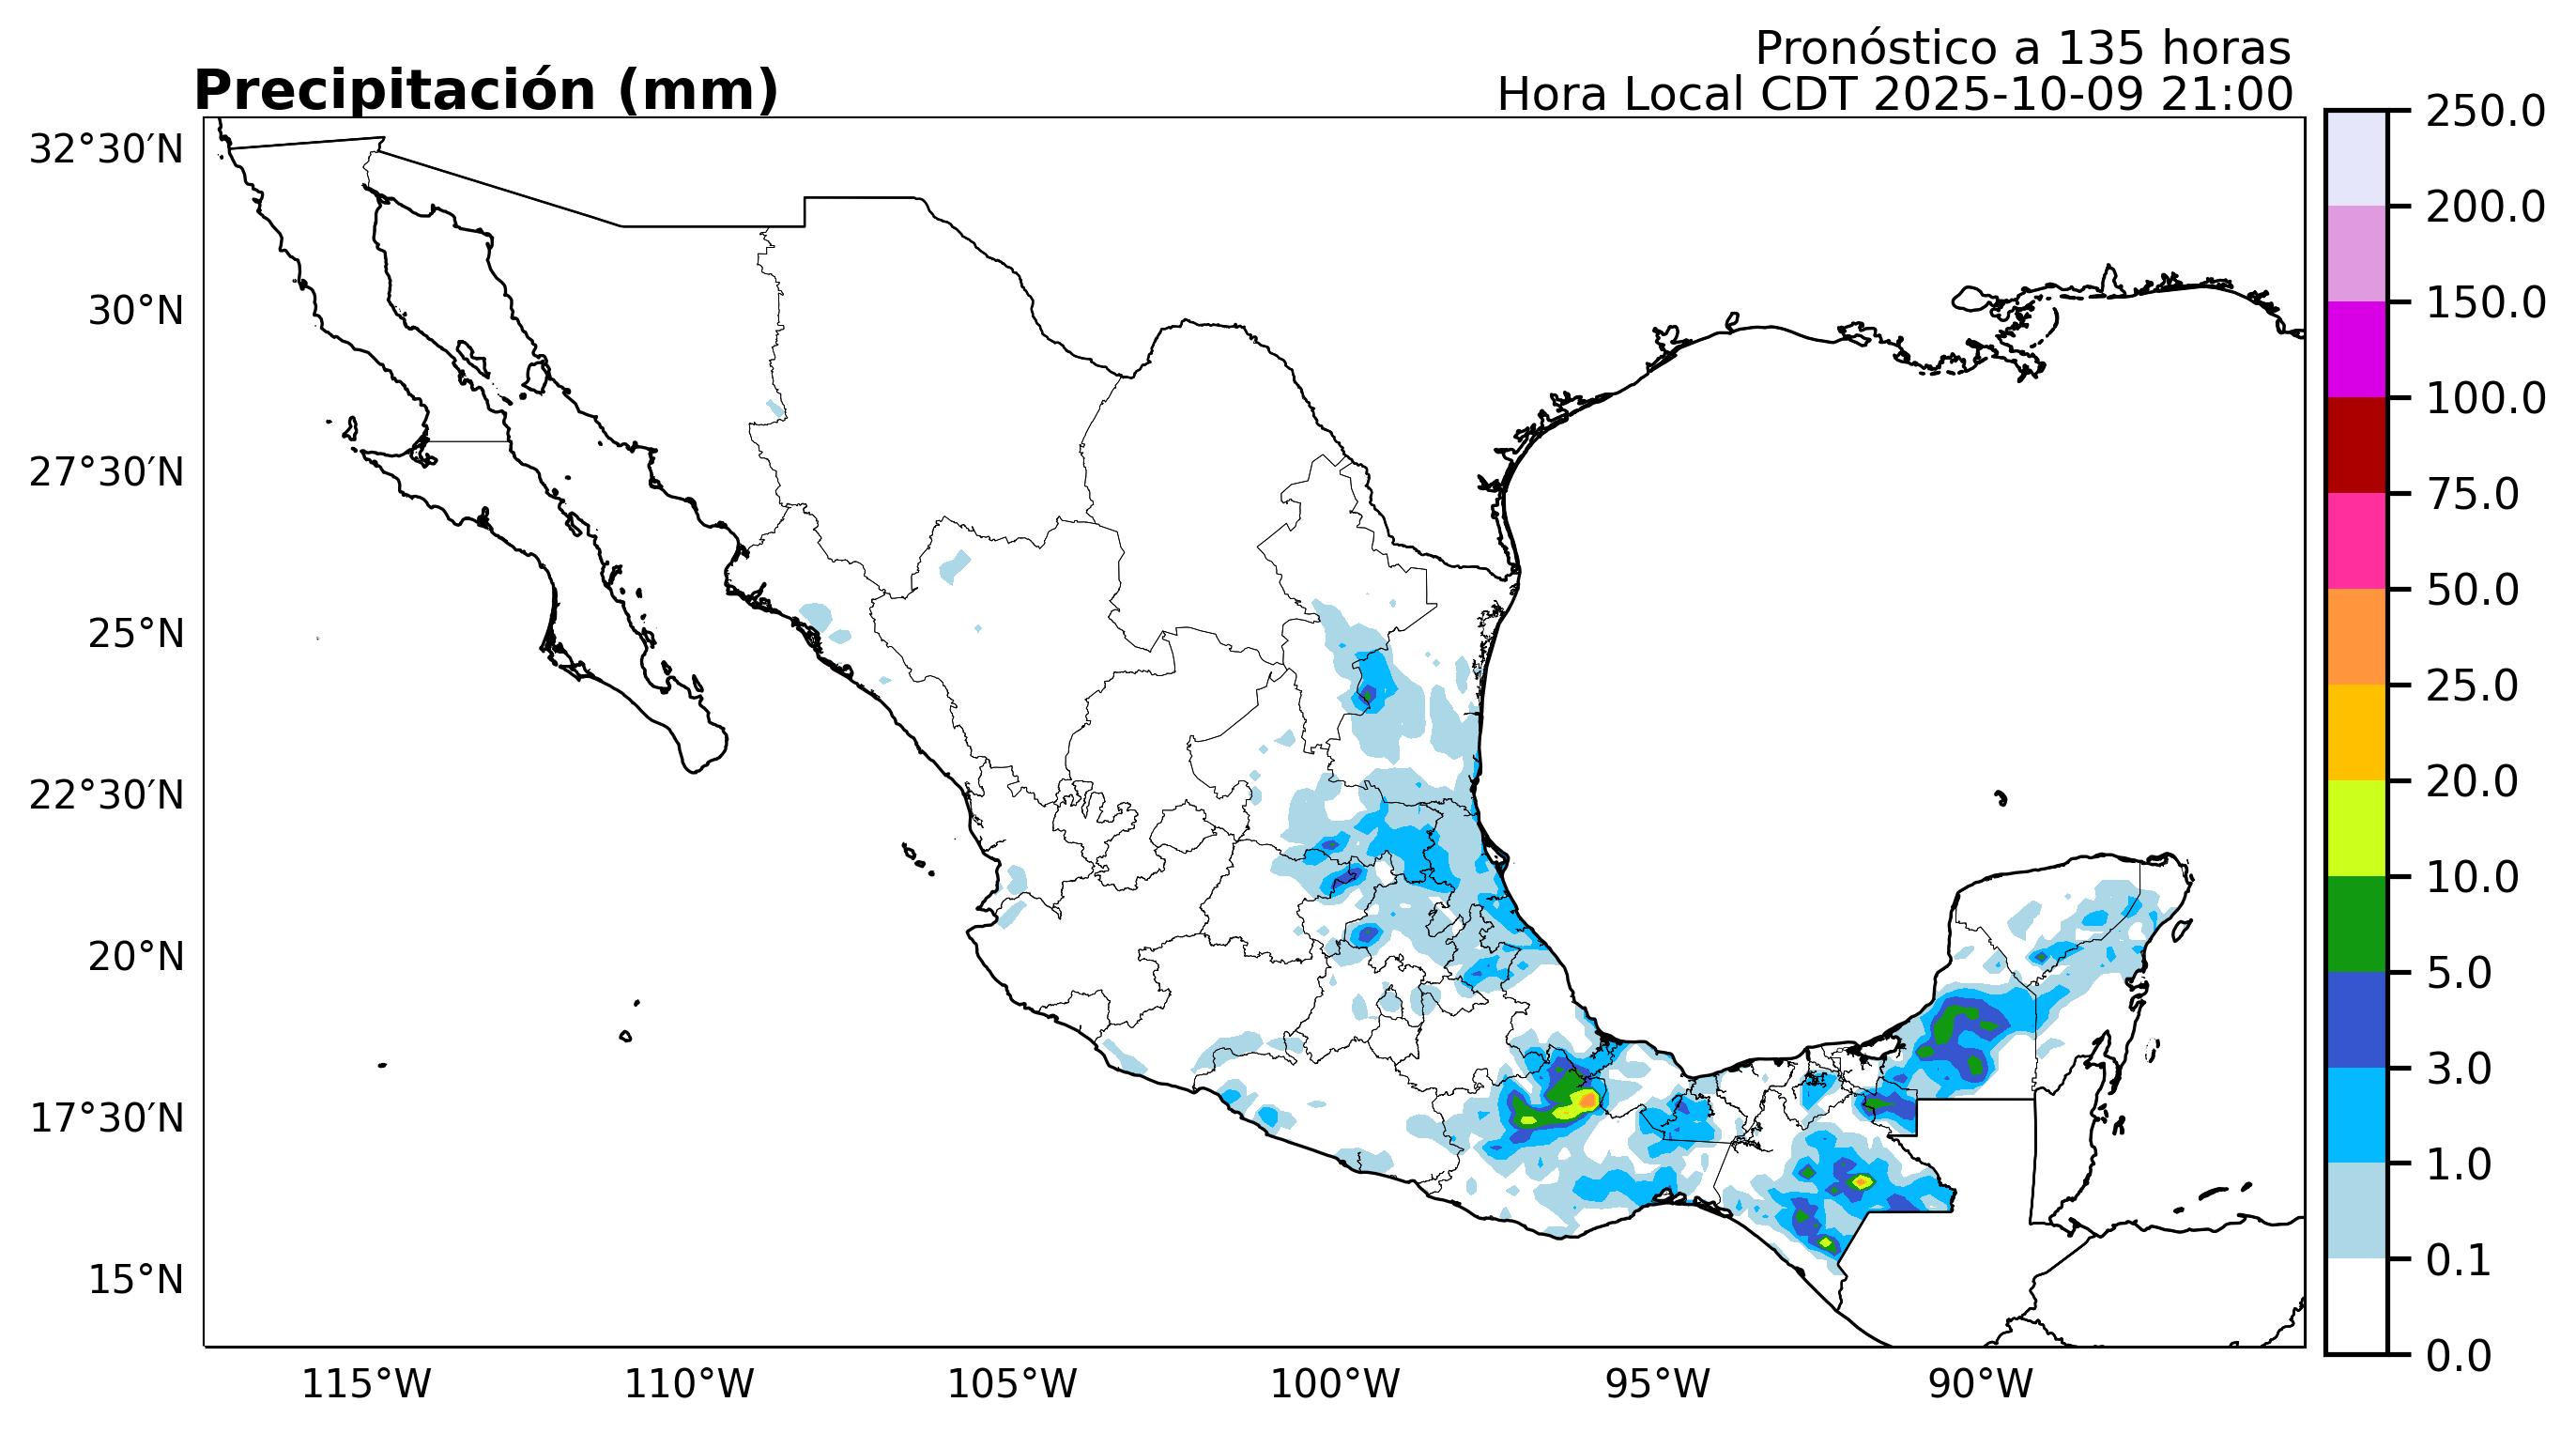 Pronóstico a 135 horas
Precipitación (mm)
Hora Local CDT 2025-10-09 21:00
32°30′N
30°N
27°30′N
25°N
22°30′N
20°N
17°30′N
15°N
115°W
110°W
105°W
100°W
95°W
90°W
250.0
200.0
150.0
100.0
75.0
50.0
25.0
20.0
10.0
5.0
3.0
1.0
0.1
0.0